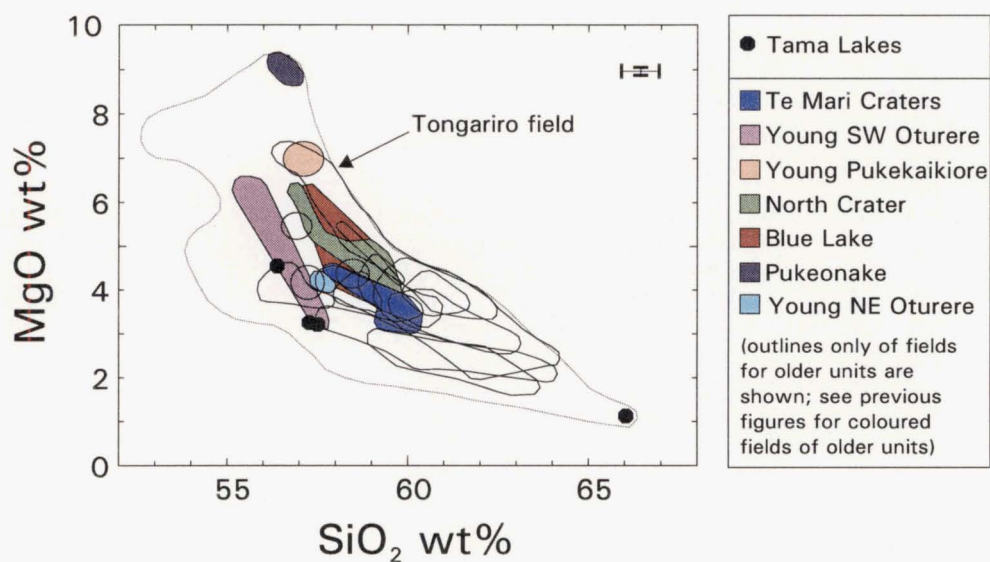 10
8
6
4
2
0
MgO wt%
55
60
65
SiO₂ wt%
Tongariro field
Tama Lakes
Te Mari Craters
Young SW Oturere
Young Pukekaikiore
North Crater
Blue Lake
Pukeonake
Young NE Oturere
(outlines only of fields
for older units are
shown; see previous
figures for coloured
fields of older units)